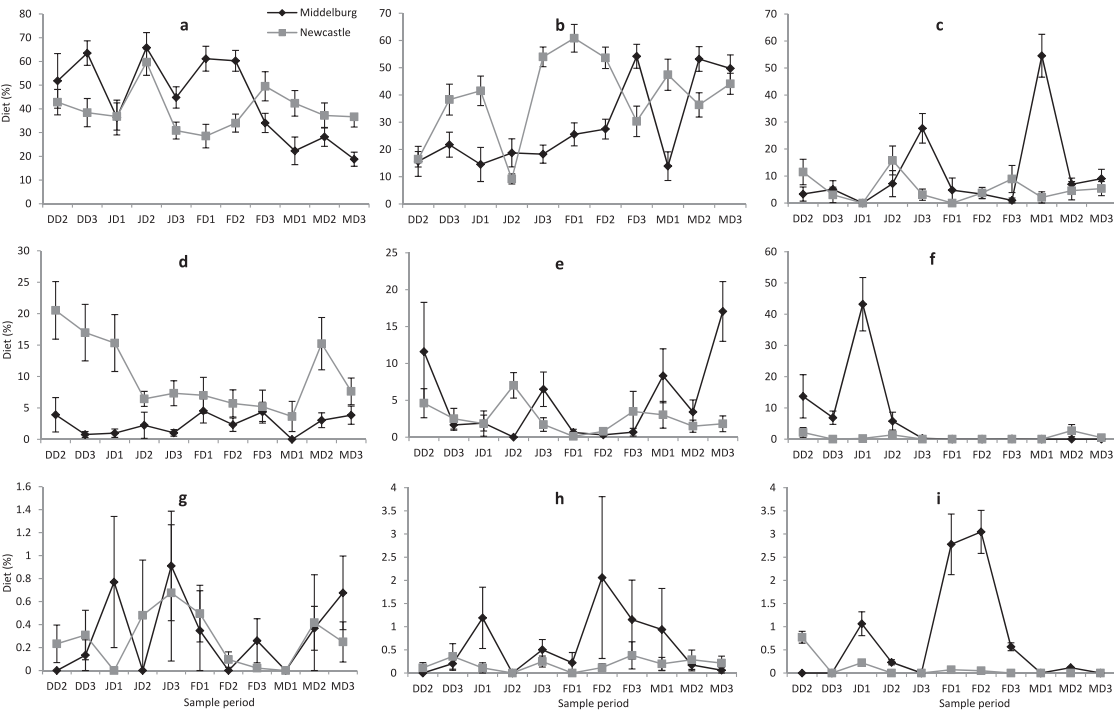 Middelburg
Newcastle
a
Diet (%)
80
70
60
50
40
30
20
10
0
DD2 DD3 JD1 JD2 JD3 FD1 FD2 FD3 MD1 DD2 MD3
b
70
60
50
40
30
20
10
0
DD2 DD3 JD1 JD2 JD3 FD1 FD2 FD3 MD1 MD2 MD3
c
70
60
50
40
30
20
10
0
DD2 DD3 JD1 JD2 JD3 FD1 FD2 FD3 MD1 MD2 MD3
d
Diet (%)
30
25
20
15
10
5
0
DD2 DD3 JD1 JD2 JD3 FD1 FD2 FD3 MD1 MD2 MD3
e
25
20
15
10
5
0
DD2 DD3 JD1 JD2 JD3 FD1 FD2 FD3 MD1 MD2 MD3
f
60
50
40
30
20
10
0
DD2 DD3 JD1 JD2 JD3 FD1 FD2 FD3 MD1 MD2 MD3
g
Diet (%)
1.6
1.4
1.2
1
0.8
0.6
0.4
0.2
0
DD2 DD3 JD1 JD2 JD3 FD1 FD2 FD3 MD1 MD2 MD3
Sample period
h
4
3.5
3
2.5
2
1.5
1
0.5
0
DD2 DD3 JD1 JD2 JD3 FD1 FD2 FD3 MD1 MD2 MD3
Sample period
i
4
3.5
3
2.5
2
1.5
1
0.5
0
DD2 DD3 JD1 JD2 JD3 FD1 FD2 FD3 MD1 MD2 MD3
Sample period